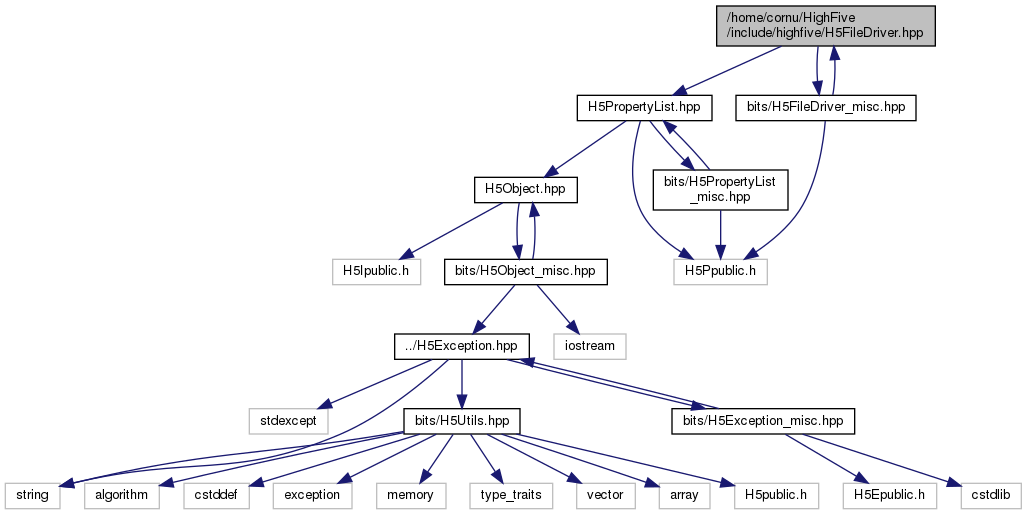 /home/cornu/HighFive
/include/highfive/H5FileDriver.hpp
H5PropertyList.hpp
bits/H5FileDriver_misc.hpp
H5Object.hpp
bits/H5PropertyList
_misc.hpp
H5Ipublic.h
bits/H5Object_misc.hpp
H5Ppublic.h
../H5Exception.hpp
iostream
stdexcept
bits/H5Utils.hpp
bits/H5Exception_misc.hpp
string
algorithm
cstddef
exception
memory
type_traits
vector
array
H5public.h
H5Epublic.h
cstdlib